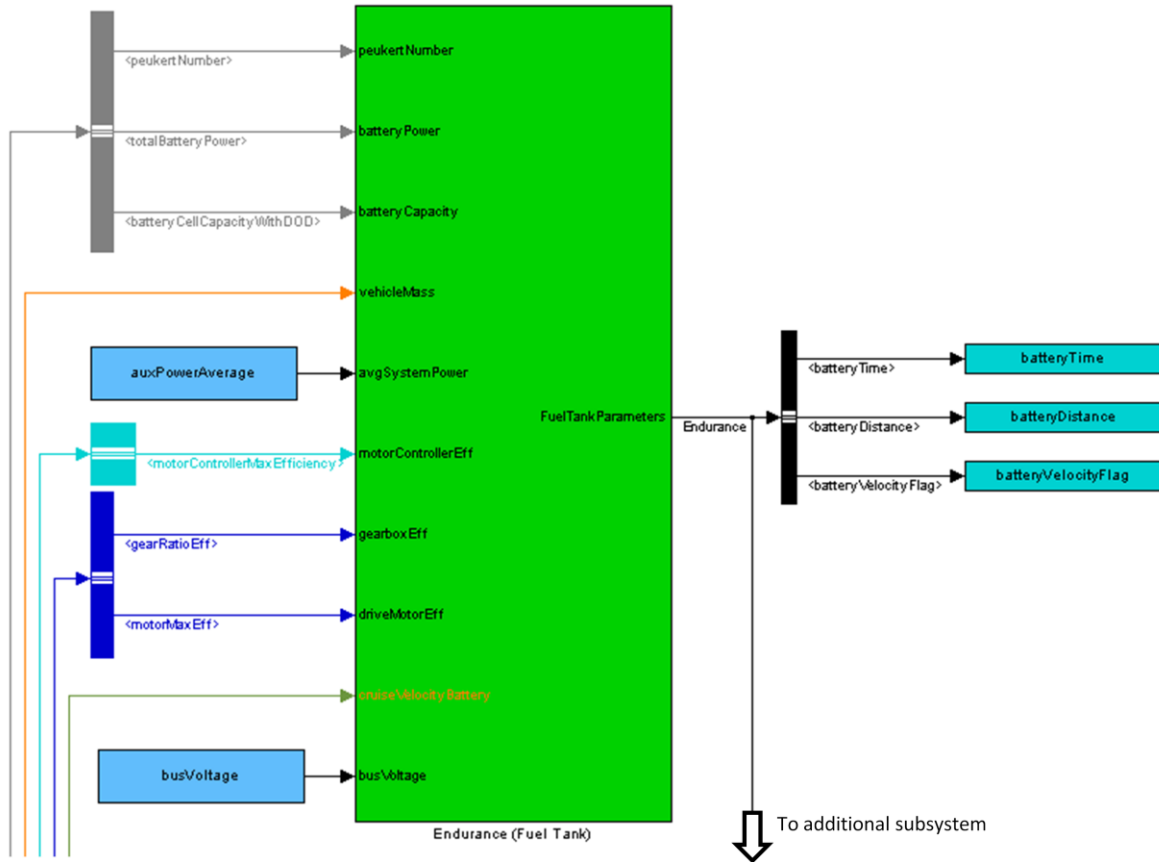 peukertNumber
<peukertNumber>
batteryPower
<totalBatteryPower>
batteryCapacity
<batteryCellCapacityWithDOD>
vehicleMass
auxPowerAverage
avgSystemPower
motorControllerEff
<motorControllerMaxEfficiency>
gearboxEff
<gearRatioEff>
driveMotorEff
<motorMaxEff>
cruiseVelocityBattery
busVoltage
busVoltage
Endurance (Fuel Tank)
FuelTankParameters
Endurance
batteryTime
<batteryTime>
batteryDistance
<batteryDistance>
batteryVelocityFlag
<batteryVelocityFlag>
To additional subsystem